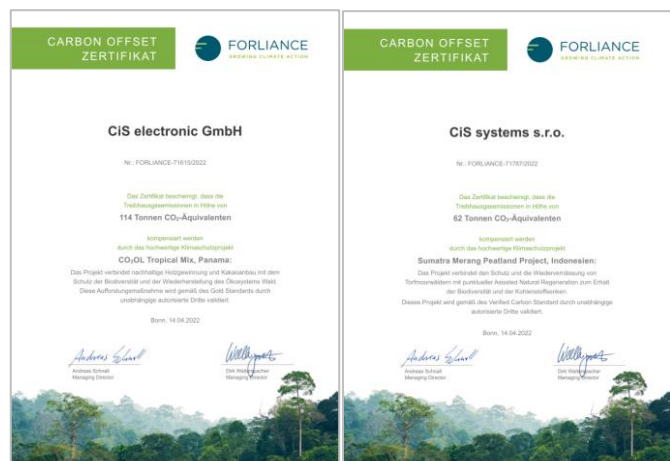 CARBON OFFSET
ZERTIFIKAT
FORLIANCE
GROWING CLIMATE ACTION
CiS electronic GmbH
Nr.: FORLIANCE-71615/2022
Das Zertifikat bescheinigt, dass die
Treibhausgasemissionen in Höhe von
114 Tonnen CO₂-Äquivalenten
kompensiert werden
durch das hochwertige Klimaschutzprojekt
CO₂OL Tropical Mix, Panama:
Das Projekt verbindet nachhaltige Holzgewinnung und Kakaoanbau mit dem
Schutz der Biodiversität und der Wiederherstellung des Ökosystems Wald.
Diese Aufforstungsmaßnahme wird gemäß des Gold Standards durch
unabhängige autorisierte Dritte validiert.
Bonn, 14.04.2022
Andreas Schnall
Managing Director
Dirk Walterspacher
Managing Director
CARBON OFFSET
ZERTIFIKAT
FORLIANCE
GROWING CLIMATE ACTION
CiS systems s.r.o.
Nr.: FORLIANCE-71787/2022
Das Zertifikat bescheinigt, dass die
Treibhausgasemissionen in Höhe von
62 Tonnen CO₂-Äquivalenten
kompensiert werden
durch das hochwertige Klimaschutzprojekt
Sumatra Merang Peatland Project, Indonesien:
Das Projekt verbindet den Schutz und die Wiedervernässung von
Torfmoorwäldern mit punktueller Assisted Natural Regeneration zum Erhalt
der Biodiversität und der Kohlenstoffsenken.
Dieses Projekt wird gemäß des Verified Carbon Standard durch unabhängige
autorisierte Dritte validiert.
Bonn, 14.04.2022
Andreas Schnall
Managing Director
Dirk Walterspacher
Managing Director